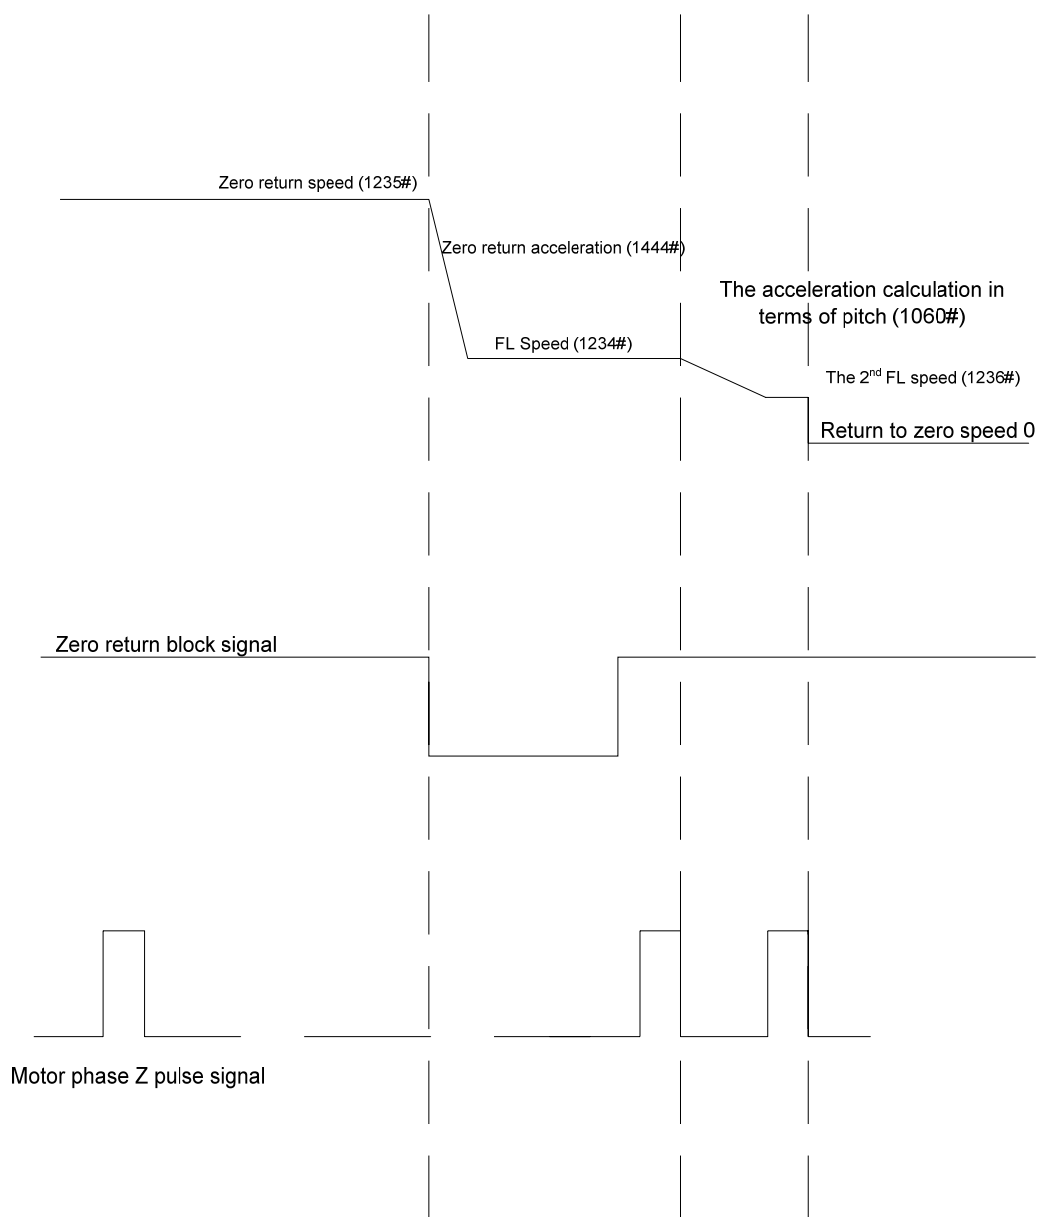 Zero return speed (1235#)
Zero return acceleration (1444#)
The acceleration calculation in
terms of pitch (1060#)
FL Speed (1234#)
The 2nd FL speed (1236#)
Return to zero speed 0
Zero return block signal
Motor phase Z pulse signal